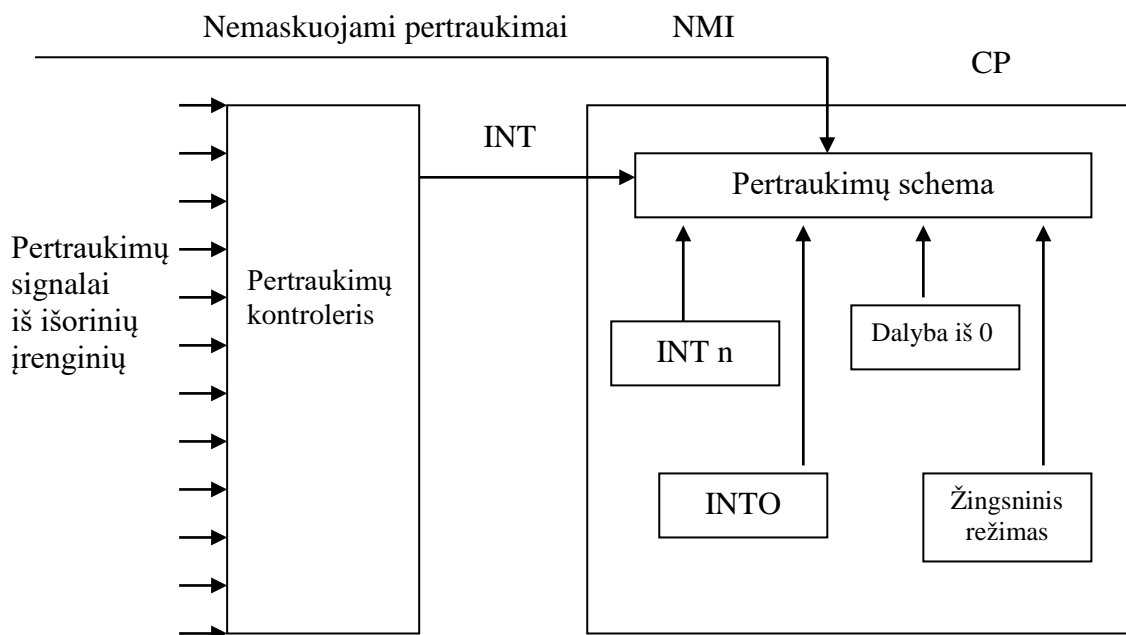 Nemaskuojami pertraukimai NMI
CP
INT
Pertraukimų schema
Pertraukimų
signalai
iš išorinių
įrenginių
Pertraukimų
kontroleris
INT n
Dalyba iš 0
INTO
Žingsninis
režimas